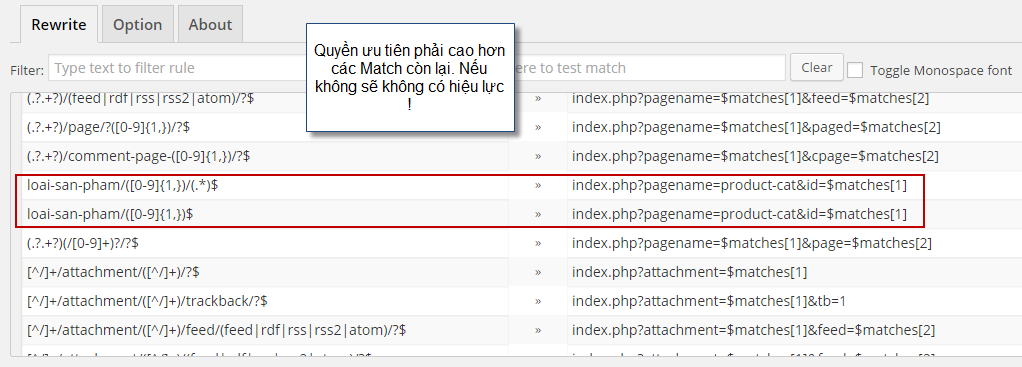 Rewrite Option About
Quyền ưu tiên phải cao hơn
các Match còn lại. Nếu
không sẽ không có hiệu lực
!
Filter: Type text to filter rule ere to test match Clear Toggle Monospace font
(.?.+?)/(feed|rdf|rss|rss2|atom)/?$ » index.php?pagename=$matches[1]&feed=$matches[2]
(.?.+?)/page/?([0-9]{1,})/?$ » index.php?pagename=$matches[1]&paged=$matches[2]
(.?.+?)/comment-page-([0-9]{1,})/?$ » index.php?pagename=$matches[1]&cpage=$matches[2]
loai-san-pham/([0-9]{1,})/(.*)$ » index.php?pagename=product-cat&id=$matches[1]
loai-san-pham/([0-9]{1,})$ » index.php?pagename=product-cat&id=$matches[1]
(.?.+?)(/[0-9]+)?/?$ » index.php?pagename=$matches[1]&page=$matches[2]
[^/]+/attachment/([^/]+)/?$ » index.php?attachment=$matches[1]
[^/]+/attachment/([^/]+)/trackback/?$ » index.php?attachment=$matches[1]&tb=1
[^/]+/attachment/([^/]+)/feed/(feed|rdf|rss|rss2|atom)/?$ » index.php?attachment=$matches[1]&feed=$matches[2]